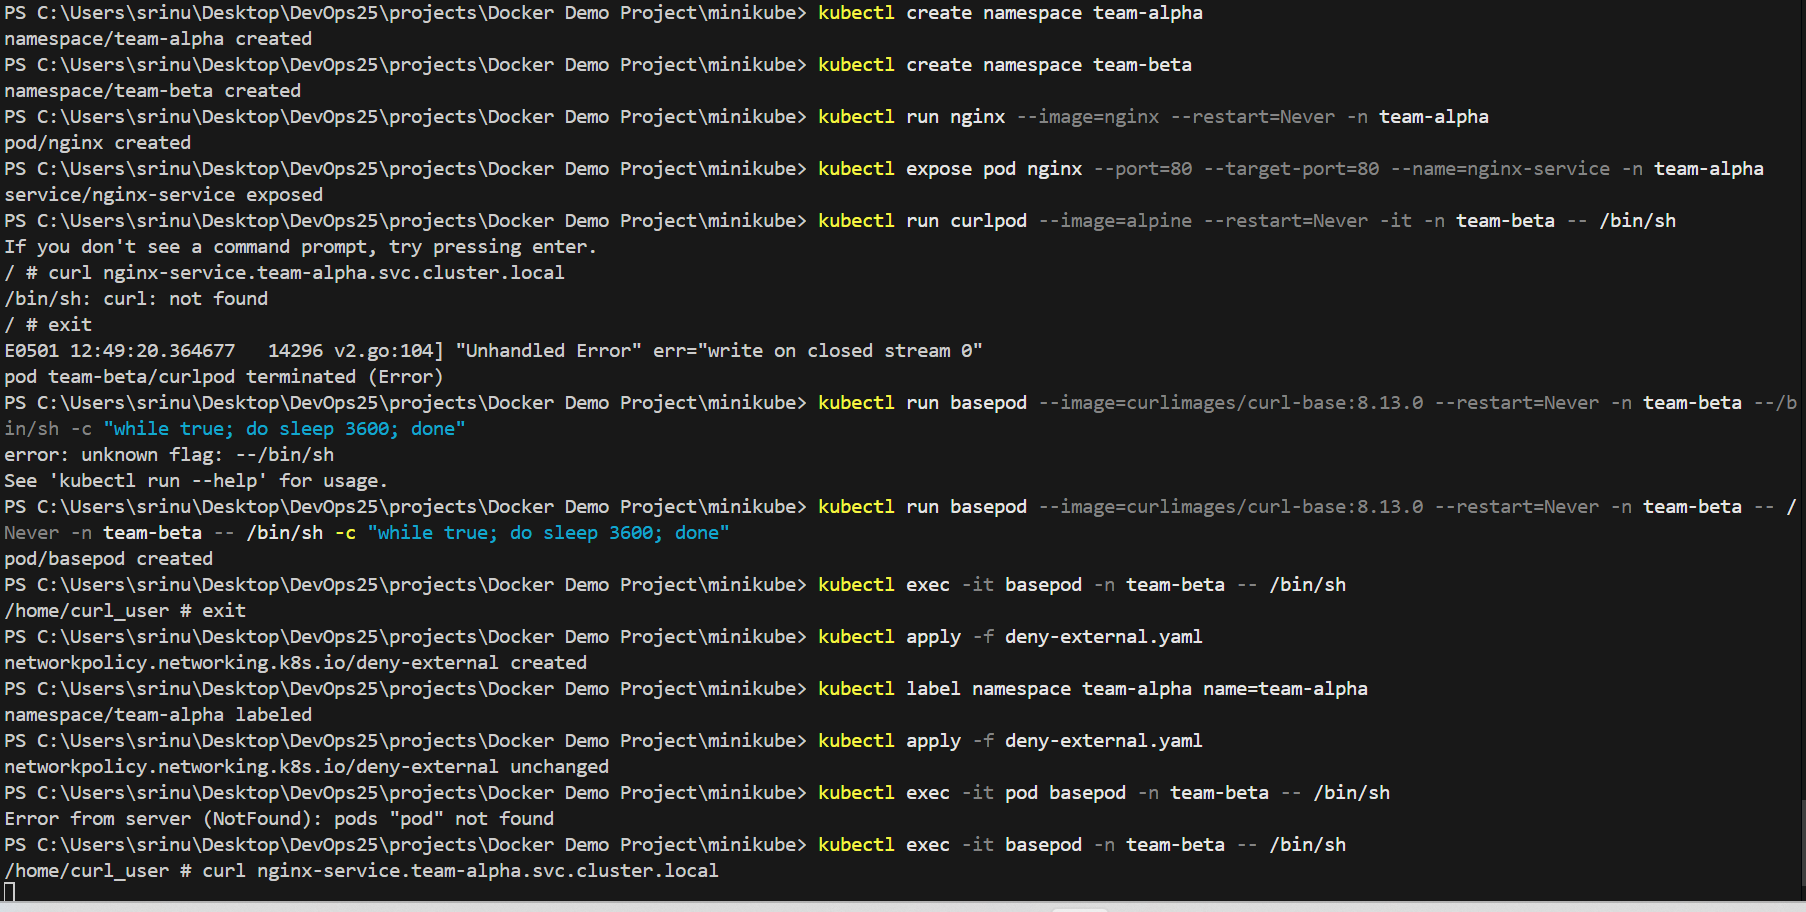 PS C:\Users\srinu\Desktop\DevOps25\projects\Docker Demo Project\minikube> kubectl create namespace team-alpha
namespace/team-alpha created
PS C:\Users\srinu\Desktop\DevOps25\projects\Docker Demo Project\minikube> kubectl create namespace team-beta
namespace/team-beta created
PS C:\Users\srinu\Desktop\DevOps25\projects\Docker Demo Project\minikube> kubectl run nginx --image=nginx --restart=Never -n team-alpha
pod/nginx created
PS C:\Users\srinu\Desktop\DevOps25\projects\Docker Demo Project\minikube> kubectl expose pod nginx --port=80 --target-port=80 --name=nginx-service -n team-alpha
service/nginx-service exposed
PS C:\Users\srinu\Desktop\DevOps25\projects\Docker Demo Project\minikube> kubectl run curlpod --image=alpine --restart=Never -it -n team-beta -- /bin/sh
If you don't see a command prompt, try pressing enter.
/ # curl nginx-service.team-alpha.svc.cluster.local
/bin/sh: curl: not found
/ # exit
E0501 12:49:20.364677   14296 v2.go:104] "Unhandled Error" err="write on closed stream 0"
pod team-beta/curlpod terminated (Error)
PS C:\Users\srinu\Desktop\DevOps25\projects\Docker Demo Project\minikube> kubectl run basepod --image=curlimages/curl-base:8.13.0 --restart=Never -n team-beta --/b
in/sh -c "while true; do sleep 3600; done"
error: unknown flag: --/bin/sh
See 'kubectl run --help' for usage.
PS C:\Users\srinu\Desktop\DevOps25\projects\Docker Demo Project\minikube> kubectl run basepod --image=curlimages/curl-base:8.13.0 --restart=Never -n team-beta -- /
Never -n team-beta -- /bin/sh -c "while true; do sleep 3600; done"
pod/basepod created
PS C:\Users\srinu\Desktop\DevOps25\projects\Docker Demo Project\minikube> kubectl exec -it basepod -n team-beta -- /bin/sh
/home/curl_user # exit
PS C:\Users\srinu\Desktop\DevOps25\projects\Docker Demo Project\minikube> kubectl apply -f deny-external.yaml
networkpolicy.networking.k8s.io/deny-external created
PS C:\Users\srinu\Desktop\DevOps25\projects\Docker Demo Project\minikube> kubectl label namespace team-alpha name=team-alpha
namespace/team-alpha labeled
PS C:\Users\srinu\Desktop\DevOps25\projects\Docker Demo Project\minikube> kubectl apply -f deny-external.yaml
networkpolicy.networking.k8s.io/deny-external unchanged
PS C:\Users\srinu\Desktop\DevOps25\projects\Docker Demo Project\minikube> kubectl exec -it pod basepod -n team-beta -- /bin/sh
Error from server (NotFound): pods "pod" not found
PS C:\Users\srinu\Desktop\DevOps25\projects\Docker Demo Project\minikube> kubectl exec -it basepod -n team-beta -- /bin/sh
/home/curl_user # curl nginx-service.team-alpha.svc.cluster.local